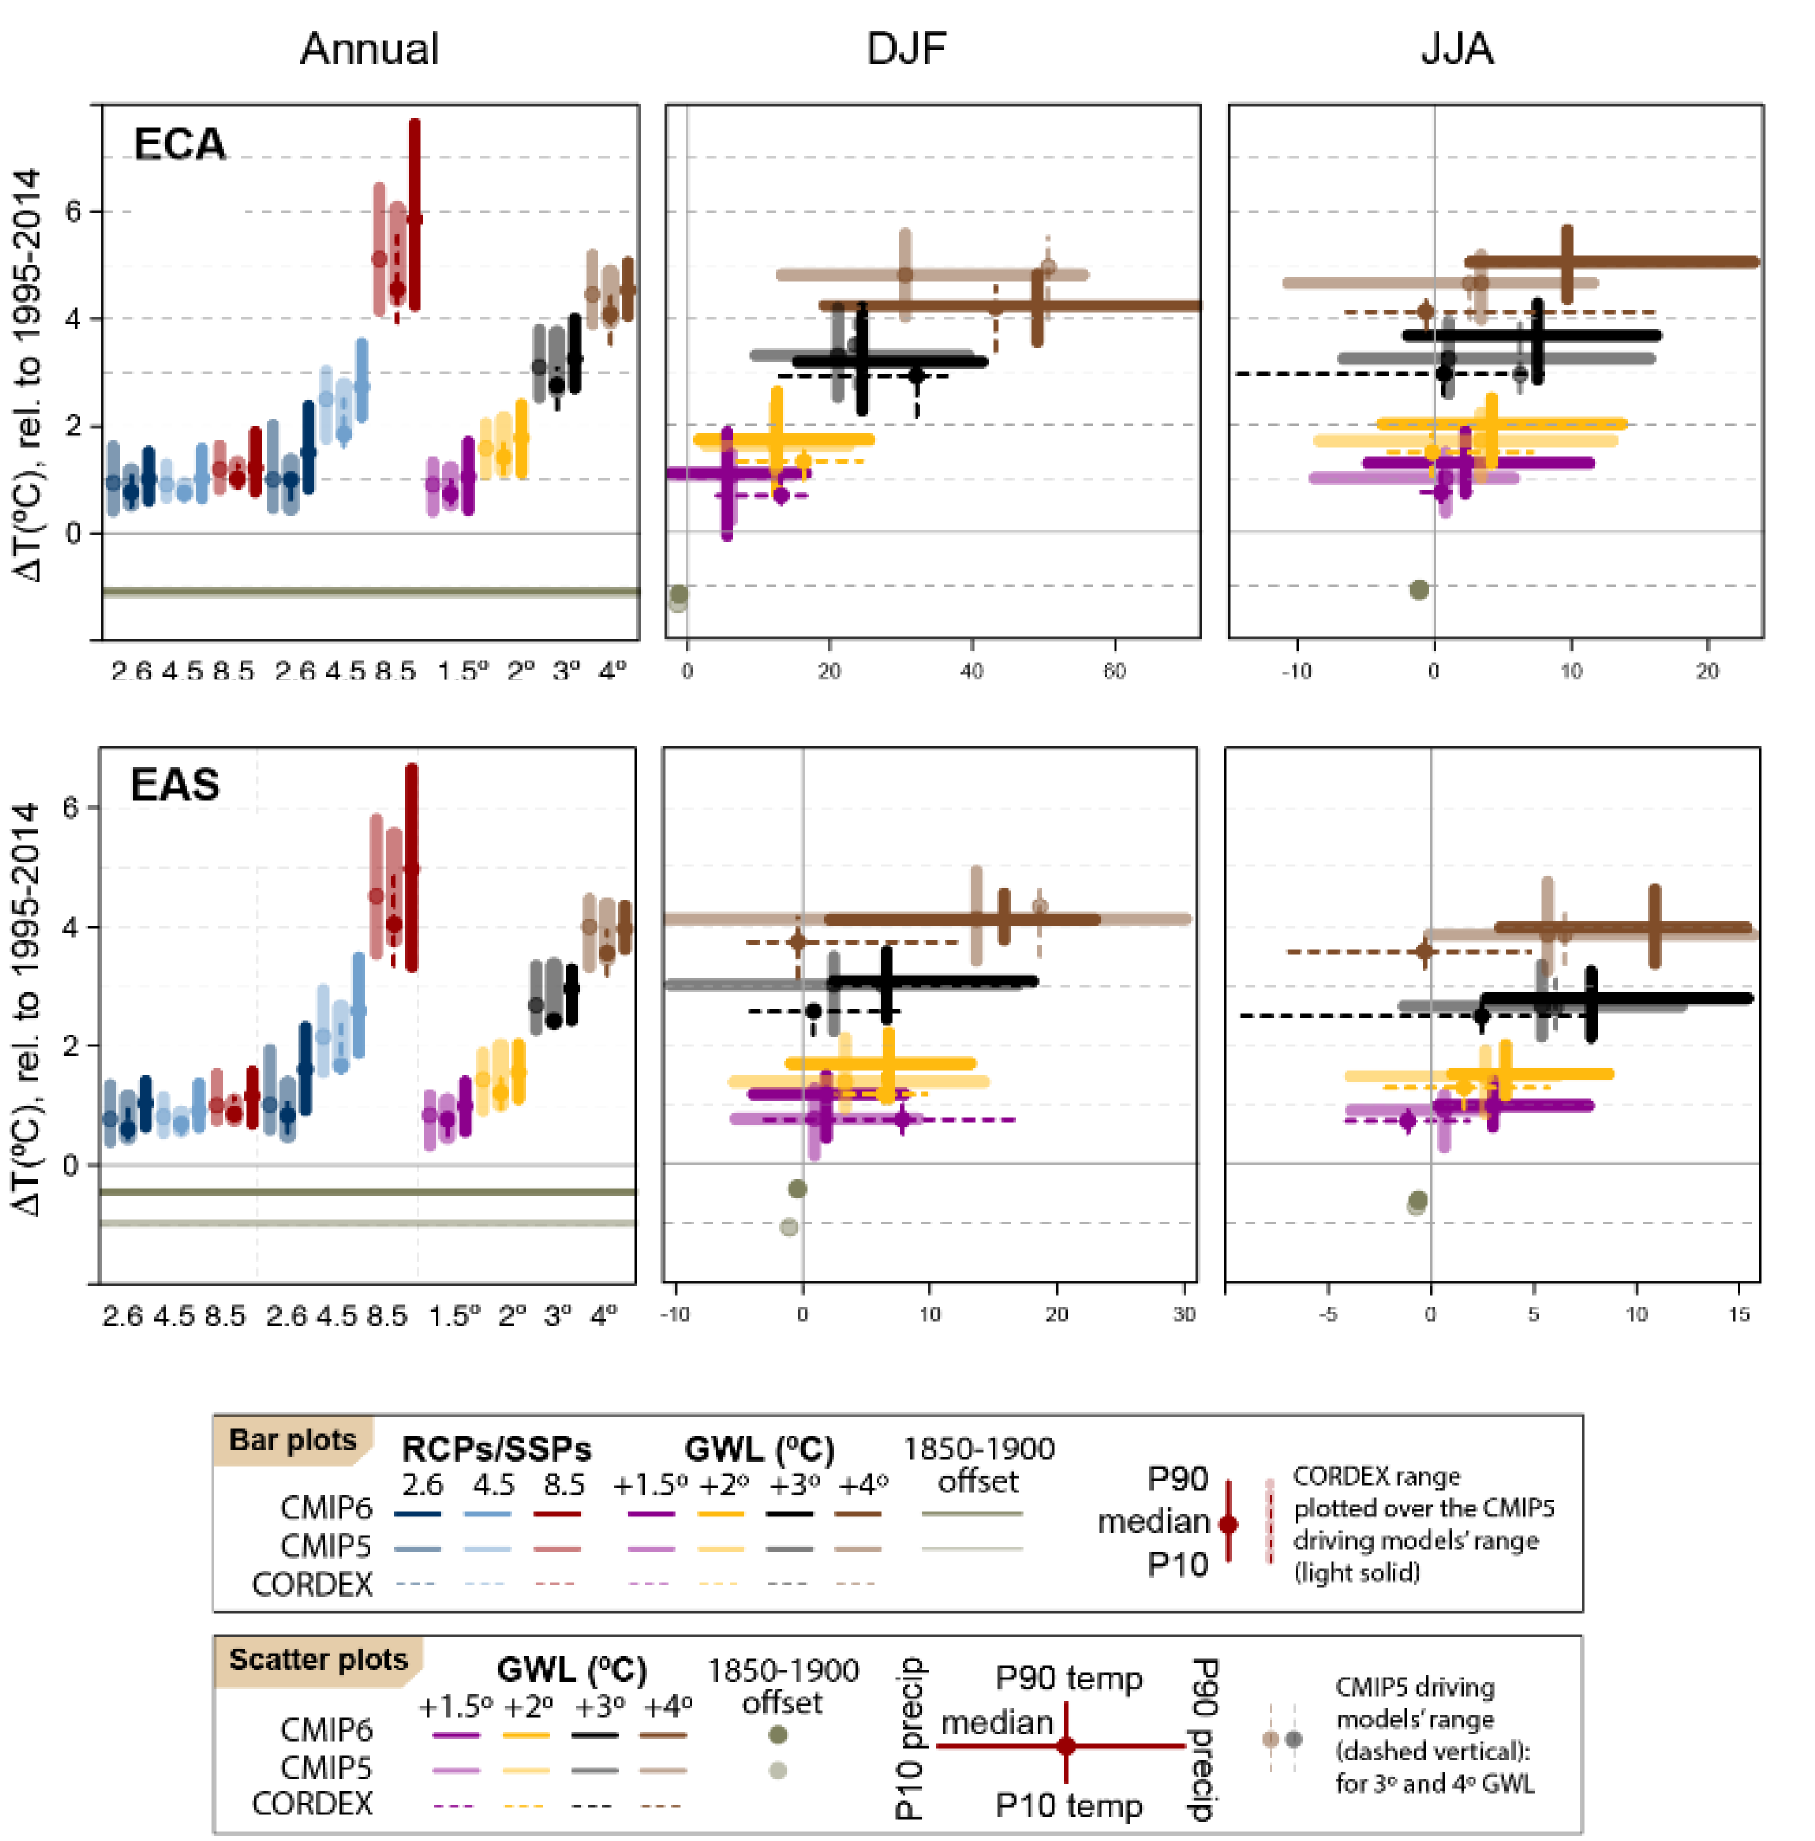 Annual DJF JJA
ECA
ΔT(ºC), rel. to 1995-2014
6
4
2
0
2.6 4.5 8.5 2.6 4.5 8.5 1.5º 2º 3º 4º
0 20 40 60
-10 0 10 20
EAS
ΔT(ºC), rel. to 1995-2014
6
4
2
0
2.6 4.5 8.5 2.6 4.5 8.5 1.5º 2º 3º 4º
-10 0 10 20 30
-5 0 5 10 15
Bar plots
RCPs/SSPs GWL (ºC) 1850-1900
offset
2.6 4.5 8.5 +1.5º +2º +3º +4º
CMIP6
CMIP5
CORDEX
P90
median
P10
CORDEX range
plotted over the CMIP5
driving models' range
(light solid)
Scatter plots
GWL (ºC) 1850-1900
offset
+1.5º +2º +3º +4º
CMIP6
CMIP5
CORDEX
P10 precip
P90 temp
median
P10 temp
P90 precip
CMIP5 driving
models' range
(dashed vertical):
for 3º and 4º GWL